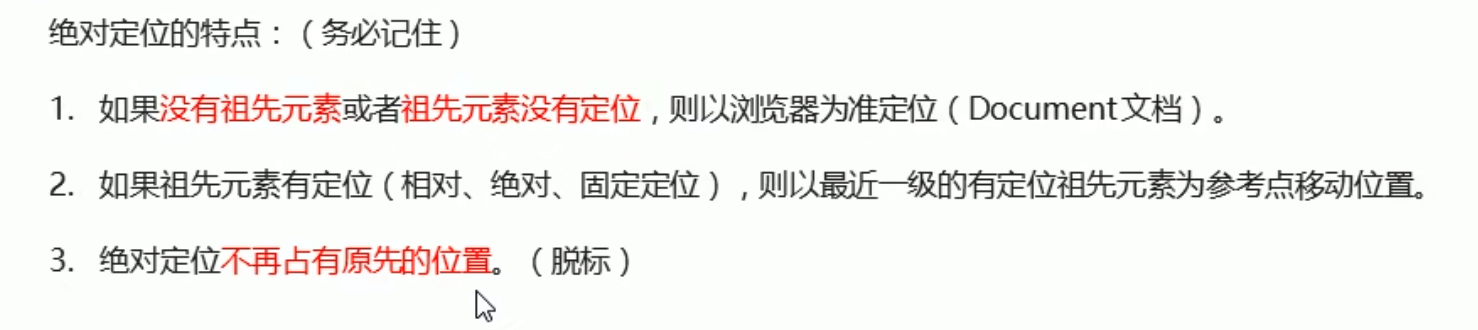 绝对定位的特点：（务必记住）
1. 如果没有祖先元素或者祖先元素没有定位，则以浏览器为准定位（Document文档）。
2. 如果祖先元素有定位（相对、绝对、固定定位），则以最近一级的有定位祖先元素为参考点移动位置。
3. 绝对定位不再占有原先的位置。（脱标）